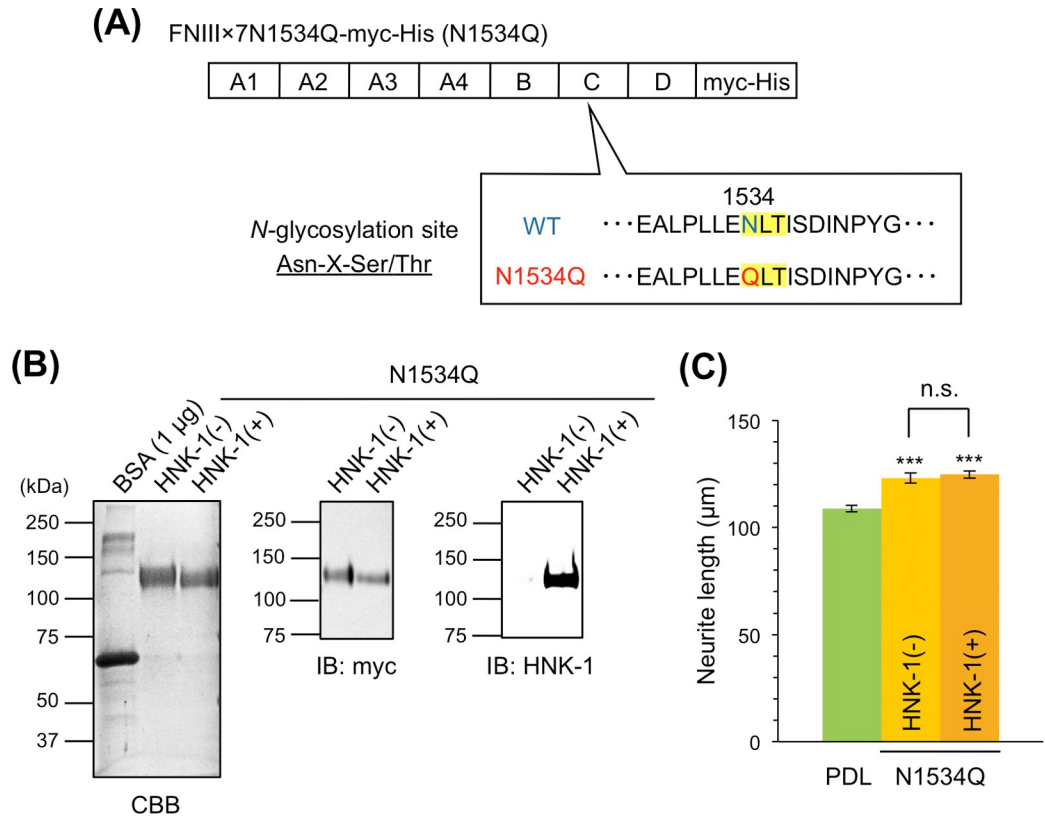 (A)
FNIII×7N1534Q-myc-His (N1534Q)
A1 A2 A3 A4 B C D myc-His
1534
N-glycosylation site
Asn-X-Ser/Thr
WT ···EALPLLENLTISDINPYG···
N1534Q ···EALPLLEQLTISDINPYG···
(B)
N1534Q
BSA (1 μg)
HNK-1(-)
HNK-1(+)
(kDa)
250
150
100
75
50
37
CBB
HNK-1(-)
HNK-1(+)
250
150
100
75
IB: myc
HNK-1(-)
HNK-1(+)
250
150
100
75
IB: HNK-1
(C)
n.s.
*** ***
Neurite length (μm)
150
100
50
0
HNK-1(-)
HNK-1(+)
PDL N1534Q